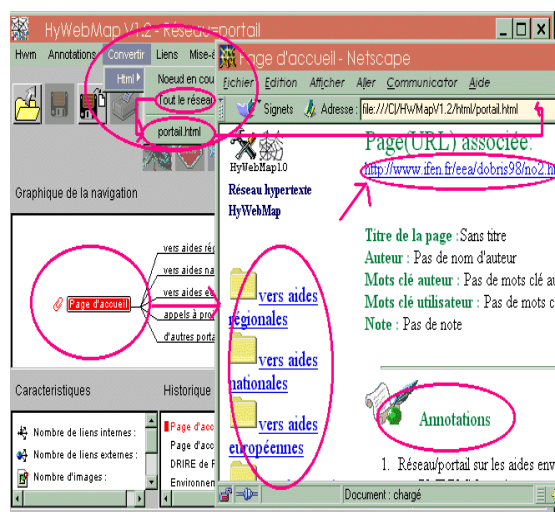 HyWebMap V1.2 - Réseau=portail
Hwm Annotations Convertir Liens Mise-
Html
Noeud en cou
Tout le réseau
portail.html
Graphique de la navigation
Page d'accueil
vers aides rég
vers aides na
vers aides eu
appels à pro
d'autres porta
Caracteristiques
Nombre de liens internes :
Nombre de liens externes :
Nombre d'images :
Historique
Page d'acc
Page d'acc
DRIRE de F
Environnen
Page d'accueil - Netscape
Fichier Edition Afficher Aller Communicator Aide
Signets Adresse : file:///C|/HwMapV1.2/html/portail.html
HyWebMap10
Réseau hypertexte
HyWebMap
vers aides
régionales
vers aides
nationales
vers aides
européennes
Page(URL) associée:
http://www.ifen.fr/eea/dobris98/no2.h
Titre de la page :Sans titre
Auteur : Pas de nom d'auteur
Mots clé auteur : Pas de mots clé au
Mots clé utilisateur : Pas de mots c
Note : Pas de note
Annotations
1. Réseau/portail sur les aides env
Document : chargé